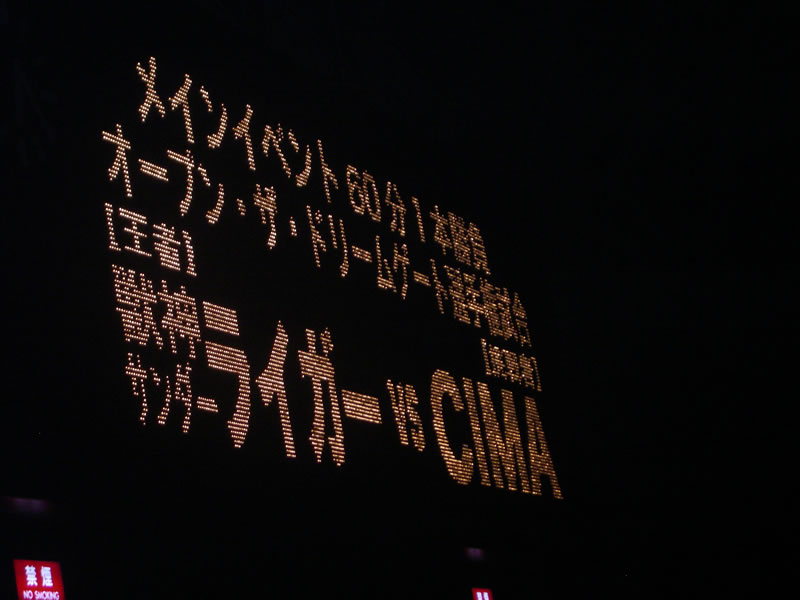 メインイベント 60分1本勝負
オープン・ザ・ドリームゲート選手権試合
【王者】
【挑戦者】
獣神サンダーライガー VS CIMA
禁煙
NO SMOKING